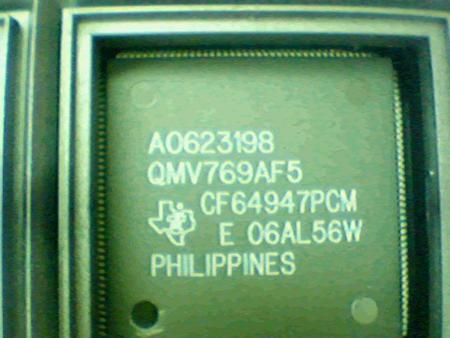 A0623198
QMV769AF5
CF64947PCM
E 06AL56W
PHILIPPINES